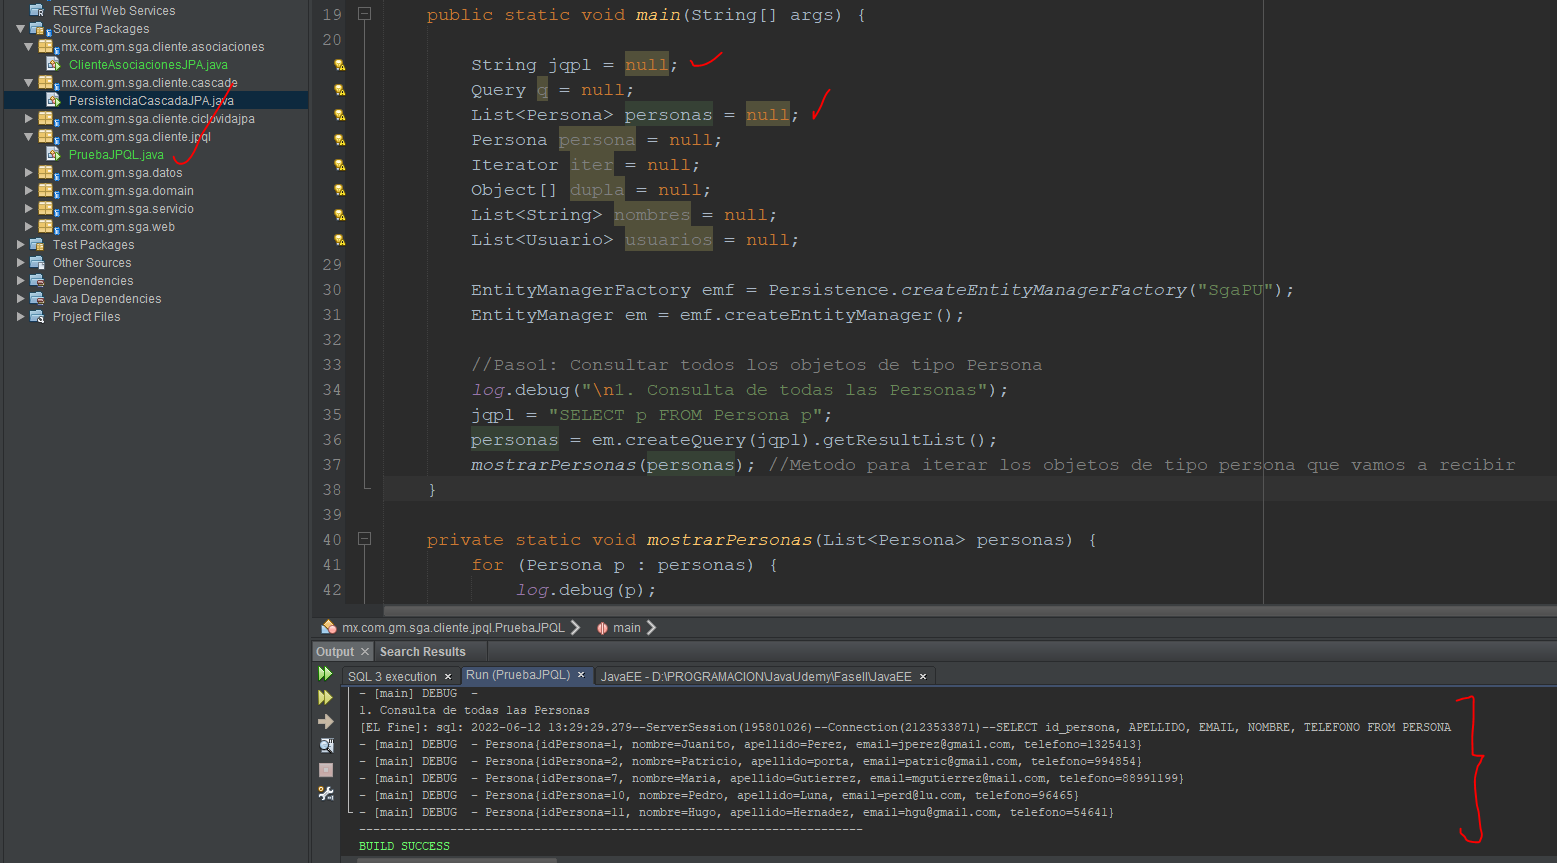 RESTful Web Services
Source Packages
mx.com.gm.sga.cliente.asociaciones
ClienteAsociacionesJPA.java
mx.com.gm.sga.cliente.cascade
PersistenciaCascadaJPA.java
mx.com.gm.sga.cliente.ciclovidajpa
mx.com.gm.sga.cliente.jpql
PruebaJPQL.java
mx.com.gm.sga.datos
mx.com.gm.sga.domain
mx.com.gm.sga.servicio
mx.com.gm.sga.web
Test Packages
Other Sources
Dependencies
Java Dependencies
Project Files
19 public static void main(String[] args) {
20
String jqpl = null;
Query q = null;
List<Persona> personas = null;
Persona persona = null;
Iterator iter = null;
Object[] dupla = null;
List<String> nombres = null;
List<Usuario> usuarios = null;
29
30 EntityManagerFactory emf = Persistence.createEntityManagerFactory("SgaPU");
31 EntityManager em = emf.createEntityManager();
32
33 //Paso1: Consultar todos los objetos de tipo Persona
34 log.debug("\n1. Consulta de todas las Personas");
35 jqpl = "SELECT p FROM Persona p";
36 personas = em.createQuery(jqpl).getResultList();
37 mostrarPersonas(personas); //Metodo para iterar los objetos de tipo persona que vamos a recibir
38 }
39
40 private static void mostrarPersonas(List<Persona> personas) {
41 for (Persona p : personas) {
42 log.debug(p);
mx.com.gm.sga.cliente.jpql.PruebaJPQL main
Output Search Results
SQL 3 execution Run (PruebaJPQL) JavaEE - D:\PROGRAMACION\JavaUdemy\FaseII\JavaEE
- [main] DEBUG -
1. Consulta de todas las Personas
[EL Fine]: sql: 2022-06-12 13:29:29.279--ServerSession(195801026)--Connection(2123533871)--SELECT id_persona, APELLIDO, EMAIL, NOMBRE, TELEFONO FROM PERSONA
- [main] DEBUG - Persona{idPersona=1, nombre=Juanito, apellido=Perez, email=jperez@gmail.com, telefono=1325413}
- [main] DEBUG - Persona{idPersona=2, nombre=Patricio, apellido=porta, email=patric@gmail.com, telefono=994854}
- [main] DEBUG - Persona{idPersona=7, nombre=Maria, apellido=Gutierrez, email=mgutierrez@mail.com, telefono=88991199}
- [main] DEBUG - Persona{idPersona=10, nombre=Pedro, apellido=Luna, email=perd@lu.com, telefono=96465}
- [main] DEBUG - Persona{idPersona=11, nombre=Hugo, apellido=Hernadez, email=hgu@gmail.com, telefono=54641}
------------------------------------------------------------------------
BUILD SUCCESS